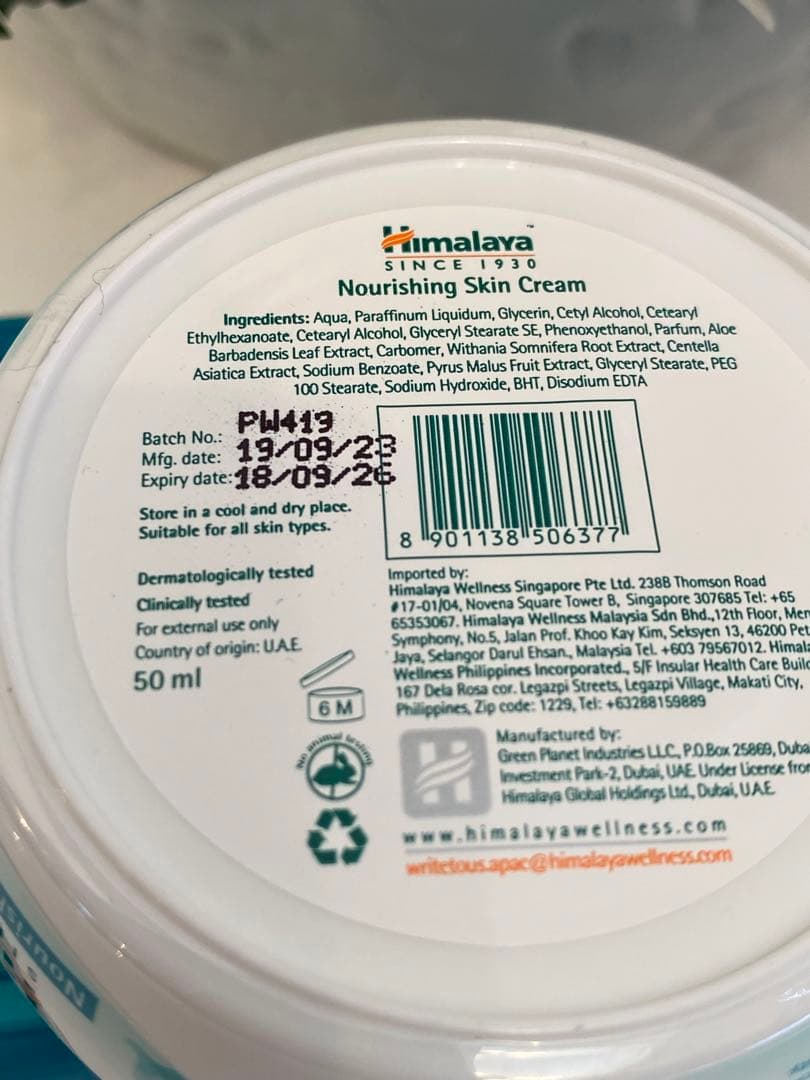 Himalaya™
SINCE 1930
Nourishing Skin Cream
Ingredients: Aqua, Paraffinum Liquidum, Glycerin, Cetyl Alcohol, Cetearyl
Ethylhexanoate, Cetearyl Alcohol, Glyceryl Stearate SE, Phenoxyethanol, Parfum, Aloe
Barbadensis Leaf Extract, Carbomer, Withania Somnifera Root Extract, Centella
Asiatica Extract, Sodium Benzoate, Pyrus Malus Fruit Extract, Glyceryl Stearate, PEG
100 Stearate, Sodium Hydroxide, BHT, Disodium EDTA
Batch No.: PW413
Mfg. date: 19/09/23
Expiry date: 18/09/26
Store in a cool and dry place.
Suitable for all skin types.
8 901138 506377
Dermatologically tested
Clinically tested
For external use only
Country of origin: U.A.E.
50 ml
6 M
No animal testing
Imported by:
Himalaya Wellness Singapore Pte Ltd. 238B Thomson Road
#17-01/04, Novena Square Tower B, Singapore 307685 Tel: +65
65353067. Himalaya Wellness Malaysia Sdn Bhd.,12th Floor,
Symphony, No.5, Jalan Prof. Khoo Kay Kim, Seksyen 13, 46200
Jaya, Selangor Darul Ehsan., Malaysia Tel. +603 79567012.
Wellness Philippines Incorporated., 5/F Insular Health Care
167 Dela Rosa cor. Legazpi Streets, Legazpi Village, Makati City,
Philippines, Zip code: 1229, Tel: +63288159889
Manufactured by:
Green Planet Industries L.L.C., P.O.Box 25869,
Investment Park-2, Dubai, UAE. Under License
Himalaya Global Holdings Ltd., Dubai, U.A.E.
www.himalayawellness.com
writetous.apac@himalayawellness.com